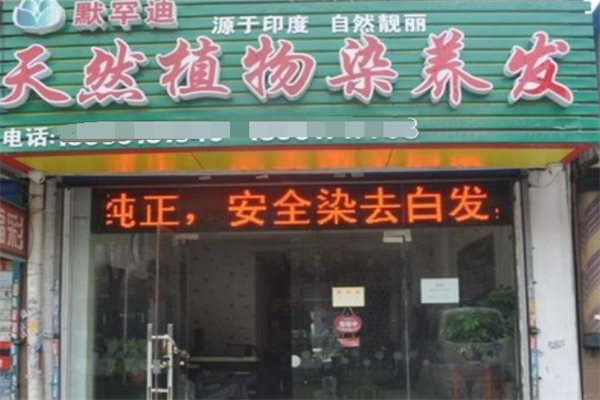 默罕迪
源于印度 自然靓丽
天然植物染养发
电话:
纯正，安全染去白发